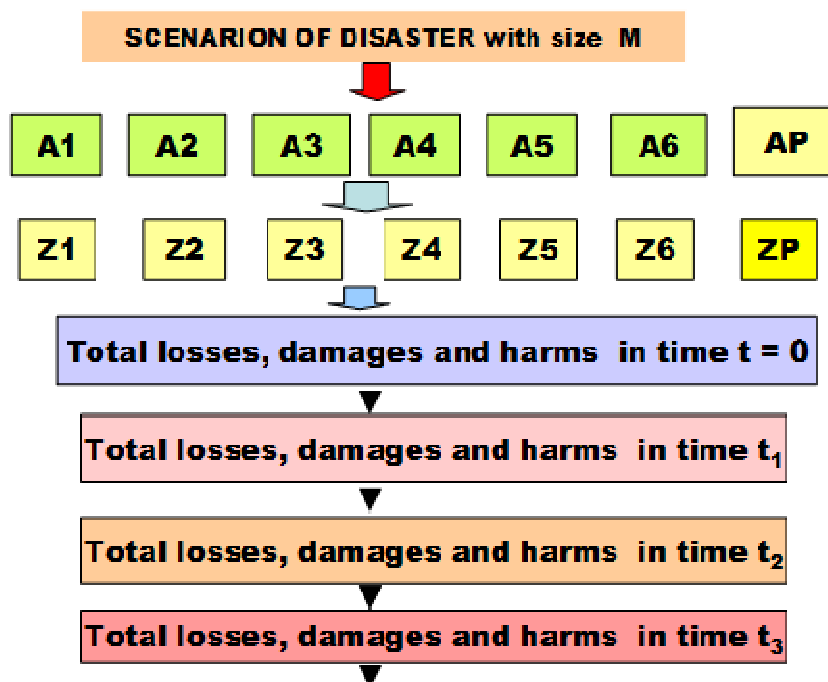 SCENARION OF DISASTER with size M
A1 A2 A3 A4 A5 A6 AP
Z1 Z2 Z3 Z4 Z5 Z6 ZP
Total losses, damages and harms in time t = 0
Total losses, damages and harms in time t₁
Total losses, damages and harms in time t₂
Total losses, damages and harms in time t₃